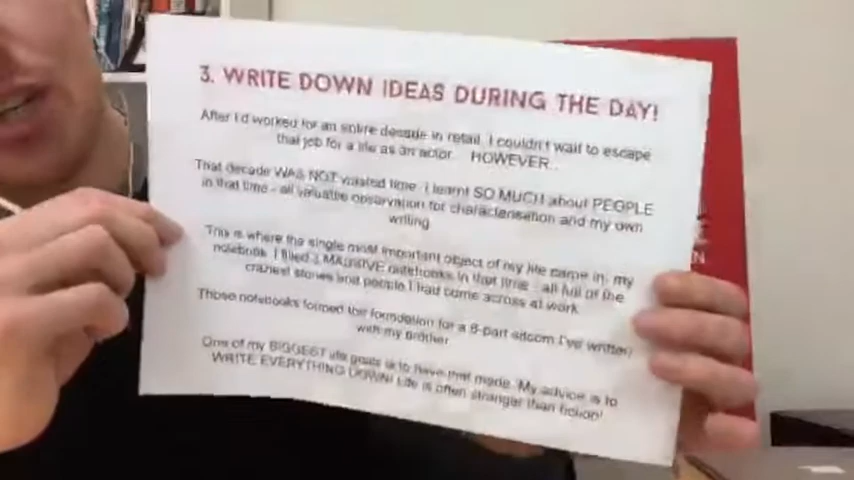 3. WRITE DOWN IDEAS DURING THE DAY!
After I'd worked for an entire decade in retail, I couldn't wait to escape
that job for a life as an actor. HOWEVER...
That decade WAS NOT wasted time. I learnt SO MUCH about PEOPLE
in that time - all valuable observation for characterisation and my own
writing.
This is where the single most important object of my life came in: my
notebook. I filled 3 MASSIVE notebooks in that time - all full of the
craziest stories and people I had come across at work.
Those notebooks formed the foundation for a 6-part sitcom I've written
with my brother.
One of my BIGGEST life goals is to have that made. My advice is to
WRITE EVERYTHING DOWN! Life is often stranger than fiction!